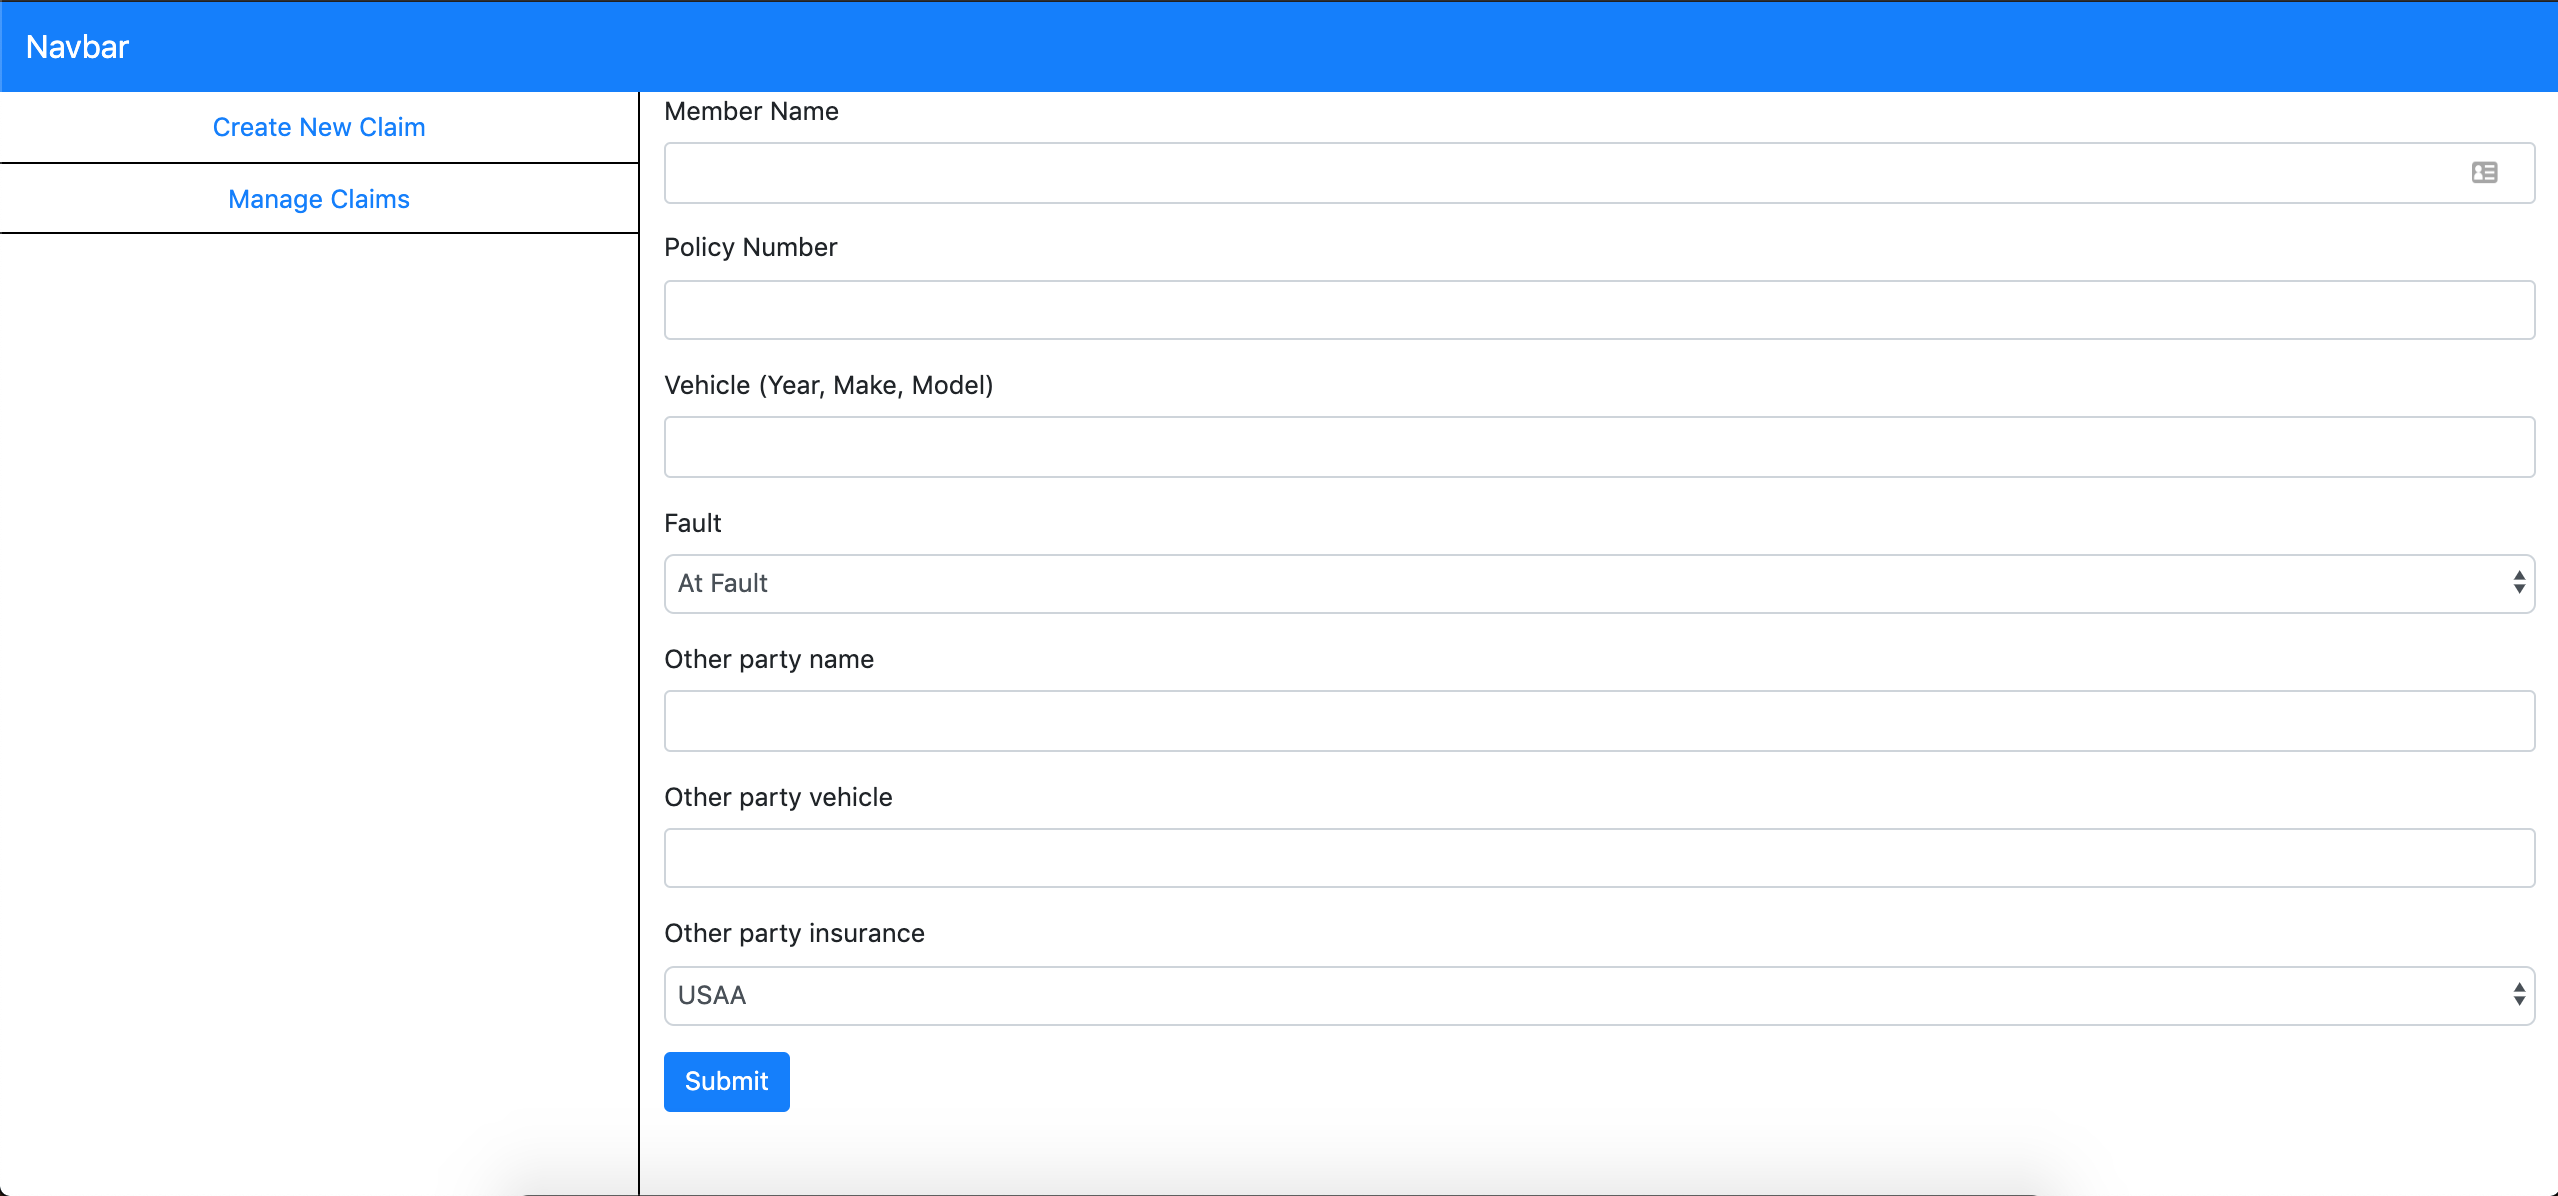 Navbar
Create New Claim
Manage Claims
Member Name
Policy Number
Vehicle (Year, Make, Model)
Fault
At Fault
Other party name
Other party vehicle
Other party insurance
USAA
Submit